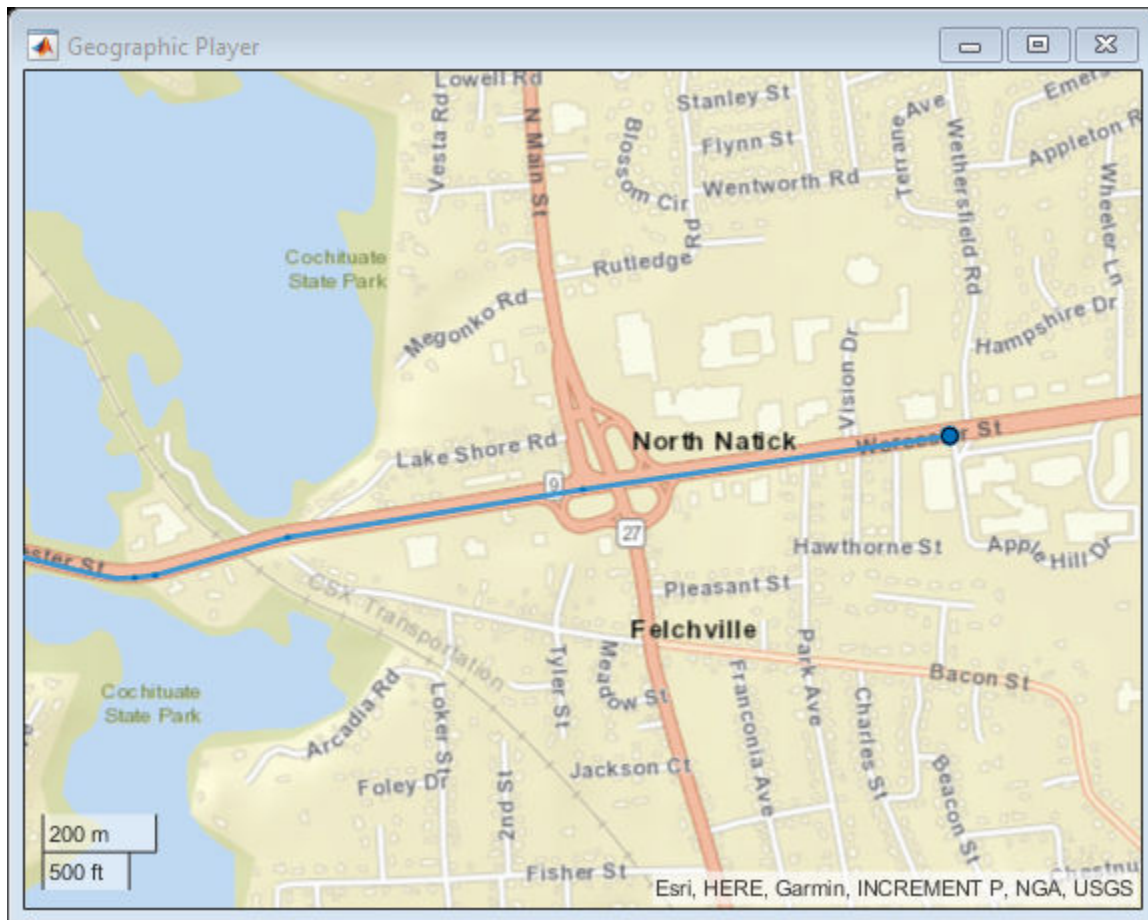 Geographic Player
Lowell Rd
Vesta Rd
N Main St
Stanley St
Blossom Cir
Flynn St
Wentworth Rd
Terrane Ave
Wethersfield Rd
Emers
Appleton R
Wheeler Ln
Cochituate
State Park
Rutledge Rd
Megonko Rd
Hampshire Dr
Vision Dr
North Natick
Worcester St
Lake Shore Rd
9
27
ester St
Hawthorne St
Apple Hill Dr
CSX Transportation
Pleasant St
Felchville
Tyler St
Meadow St
Park Ave
Bacon St
Cochituate
State Park
Arcadia Rd
Loker St
Franconia Ave
Charles St
Foley Dr
2nd St
Jackson Ct
Beacon St
200 m
500 ft
Fisher St
Chestnu
Esri, HERE, Garmin, INCREMENT P, NGA, USGS